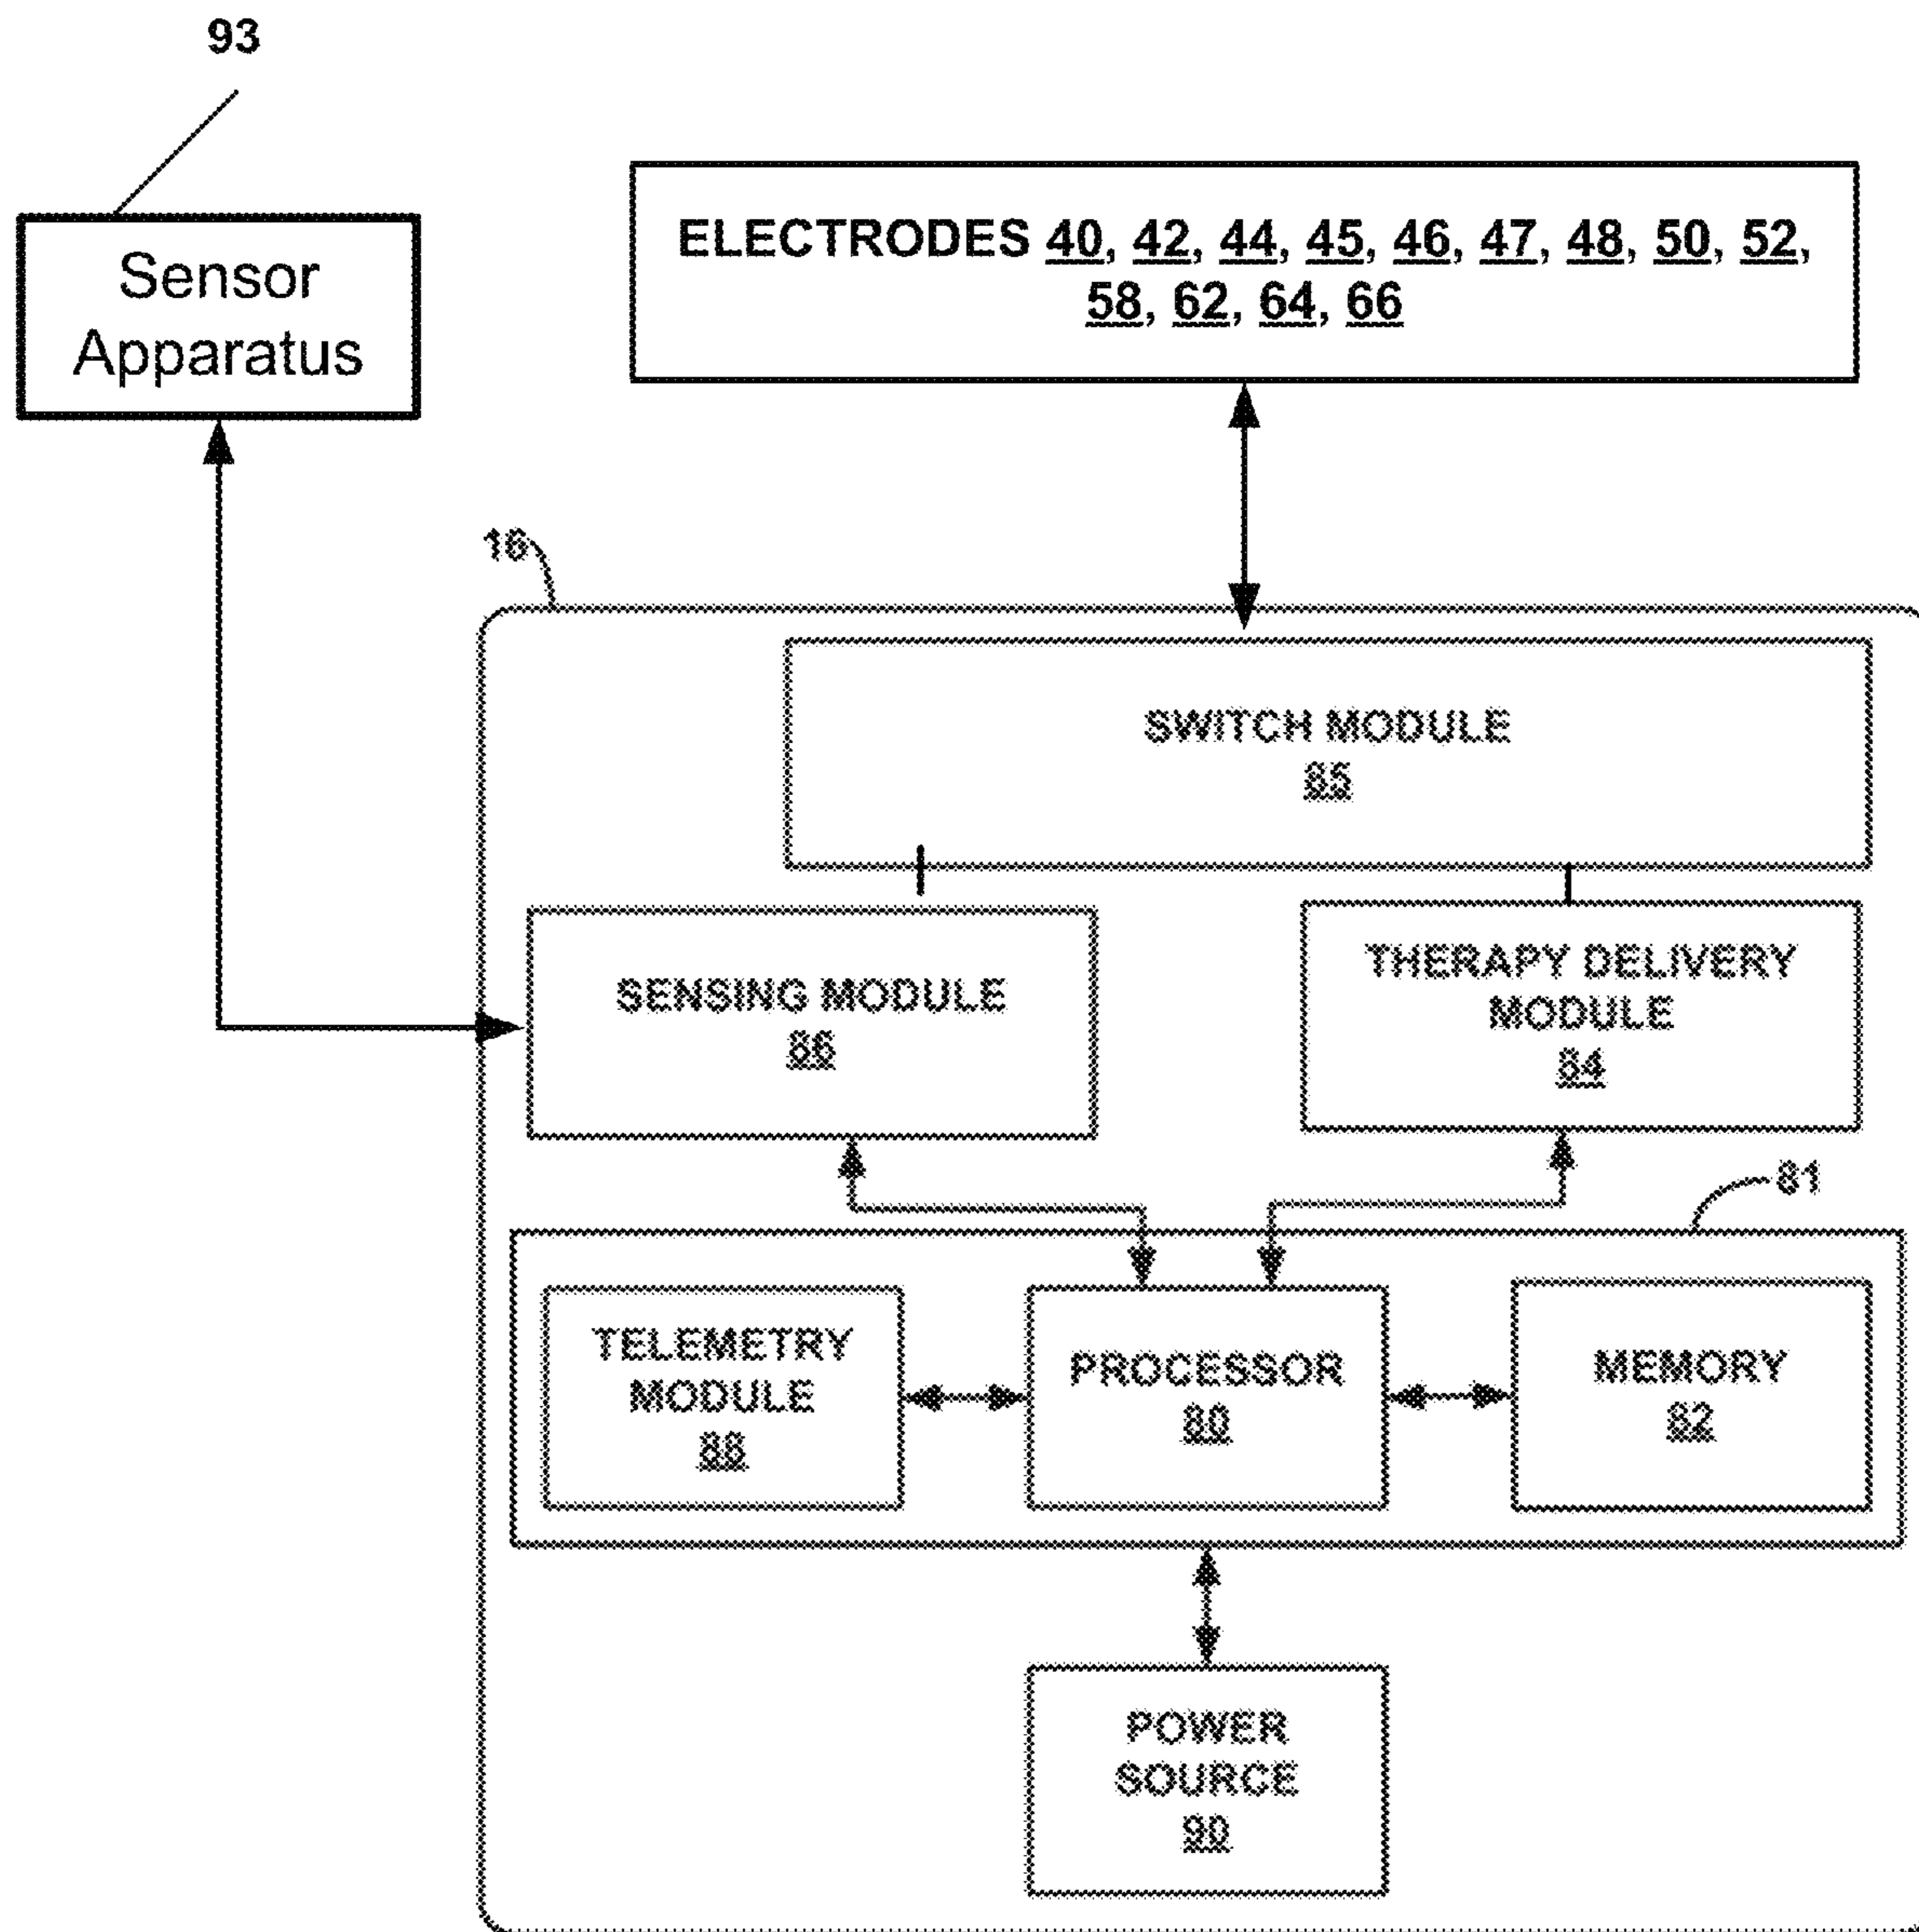 93
Sensor
Apparatus
ELECTRODES 40, 42, 44, 45, 46, 47, 48, 50, 52,
58, 62, 64, 66
16
SWITCH MODULE
85
SENSING MODULE
86
THERAPY DELIVERY
MODULE
84
81
TELEMETRY
MODULE
88
PROCESSOR
80
MEMORY
82
POWER
SOURCE
90